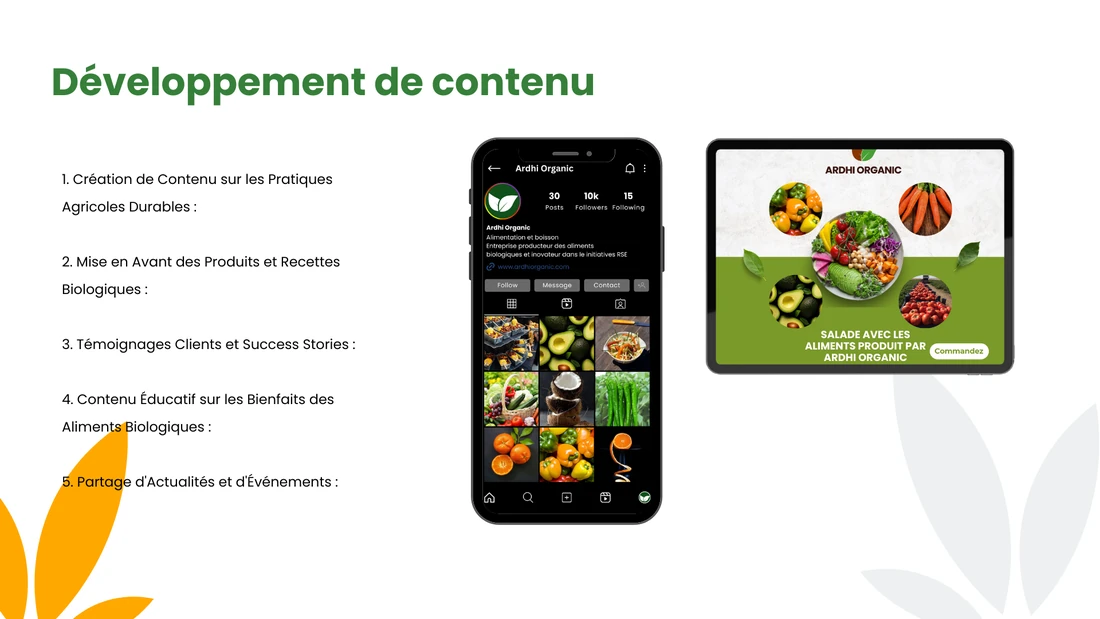 Développement de contenu
1. Création de Contenu sur les Pratiques
Agricoles Durables :
2. Mise en Avant des Produits et Recettes
Biologiques :
3. Témoignages Clients et Success Stories :
4. Contenu Éducatif sur les Bienfaits des
Aliments Biologiques :
5. Partage d'Actualités et d'Événements :
Ardhi Organic
30 10k 15
Posts Followers Following
Ardhi Organic
Alimentation et boisson
Entreprise producteur des aliments
biologiques et inovateur dans le initiatives RSE
www.ardhiorganic.com
Follow Message Contact
ARDHI ORGANIC
SALADE AVEC LES
ALIMENTS PRODUIT PAR
ARDHI ORGANIC
Commandez